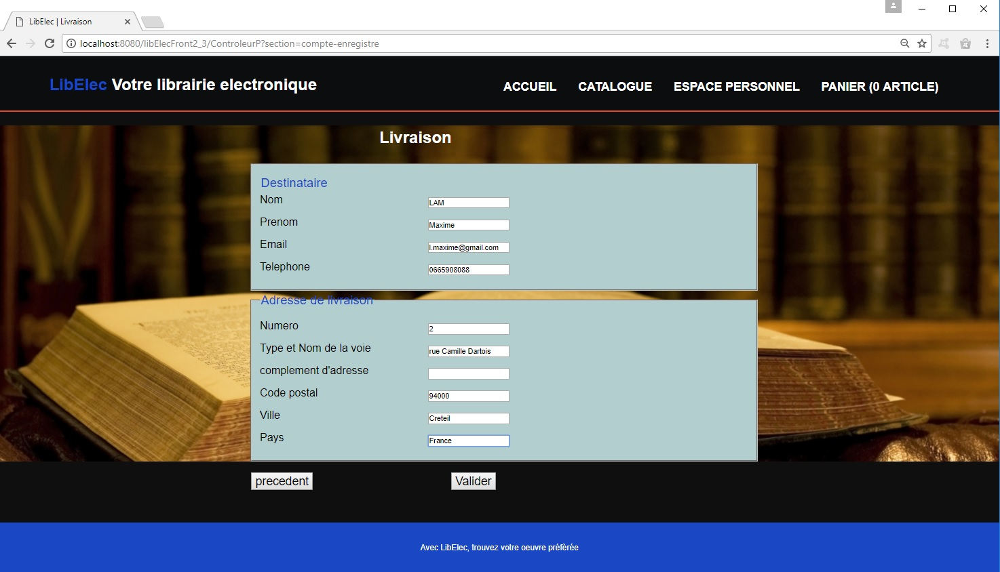 LibElec | Livraison
localhost:8080/libElecFront2_3/ControleurP?section=compte-enregistre
LibElec Votre librairie electronique
ACCUEIL CATALOGUE ESPACE PERSONNEL PANIER (0 ARTICLE)
Livraison
Destinataire
Nom LAM
Prenom Maxime
Email l.maxime@gmail.com
Telephone 0665908088
Adresse de livraison
Numero 2
Type et Nom de la voie rue Camille Dartois
complement d'adresse
Code postal 94000
Ville Creteil
Pays France
precedent Valider
Avec LibElec, trouvez votre oeuvre préférée